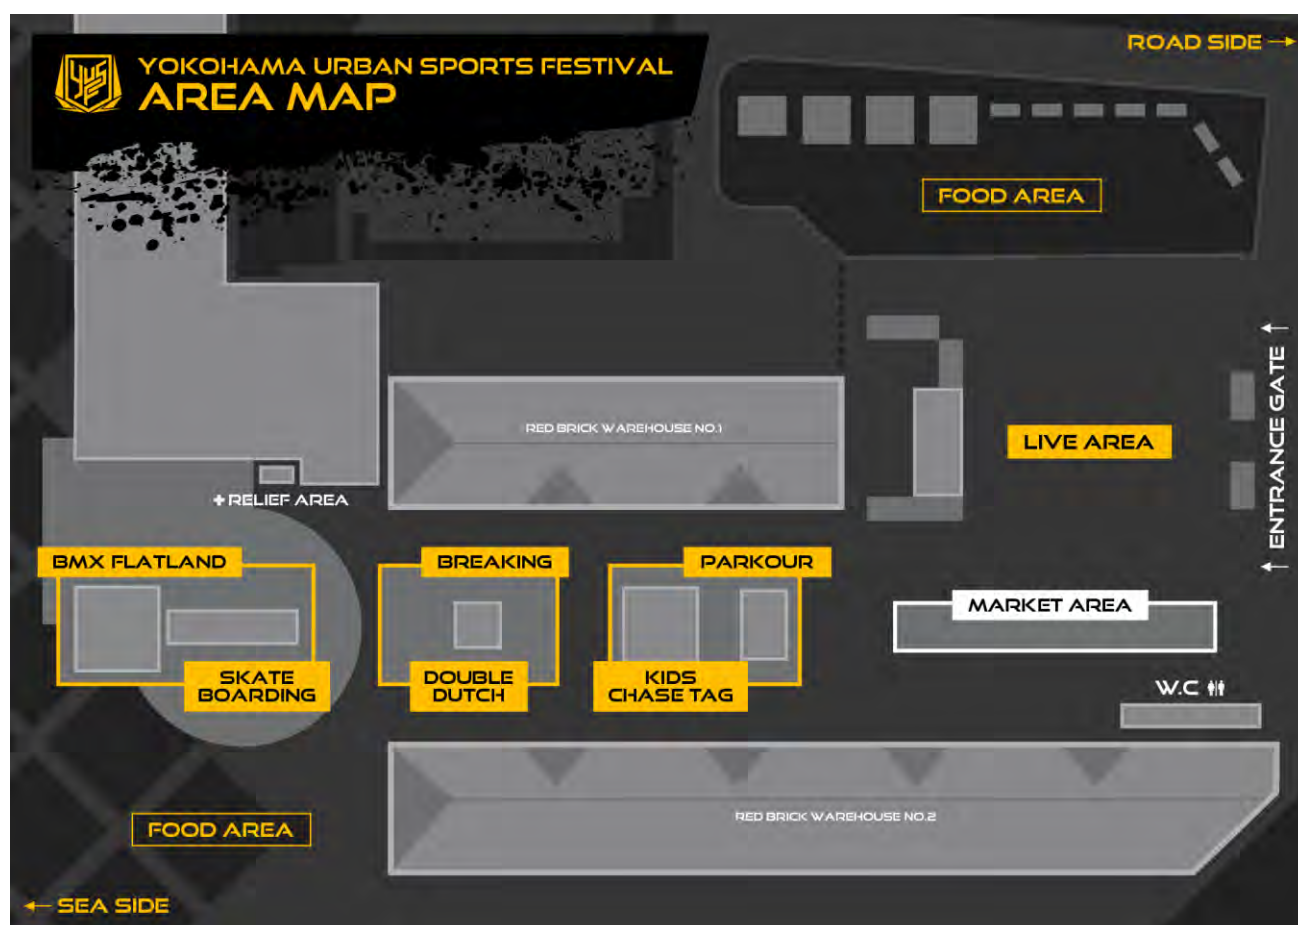 YOKOHAMA URBAN SPORTS FESTIVAL
AREA MAP
ROAD SIDE →
FOOD AREA
RED BRICK WAREHOUSE NO.1
LIVE AREA
← ENTRANCE GATE ←
+ RELIEF AREA
BMX FLATLAND
BREAKING
PARKOUR
MARKET AREA
SKATE
BOARDING
DOUBLE
DUTCH
KIDS
CHASE TAG
W.C
RED BRICK WAREHOUSE NO.2
FOOD AREA
← SEA SIDE